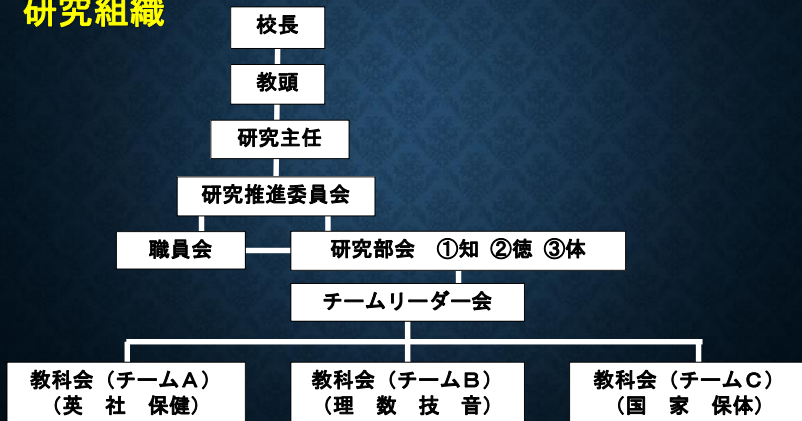 研究組織
校長
教頭
研究主任
研究推進委員会
職員会
研究部会　①知 ②徳 ③体
チームリーダー会
教科会（チームＡ）
（英　社　保健）
教科会（チームＢ）
（理　数　技　音）
教科会（チームＣ）
（国　家　保体）